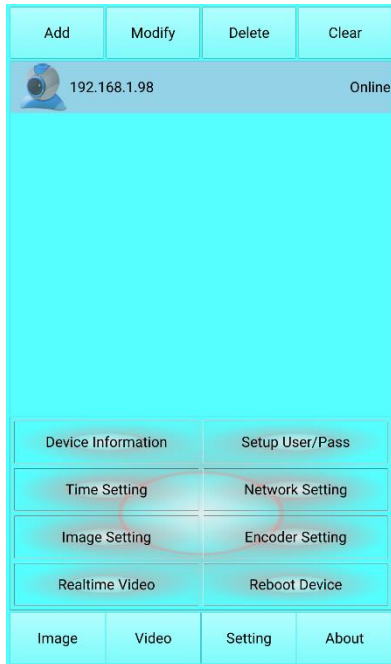 Add Modify Delete Clear
192.168.1.98 Online
Device Information Setup User/Pass
Time Setting Network Setting
Image Setting Encoder Setting
Realtime Video Reboot Device
Image Video Setting About